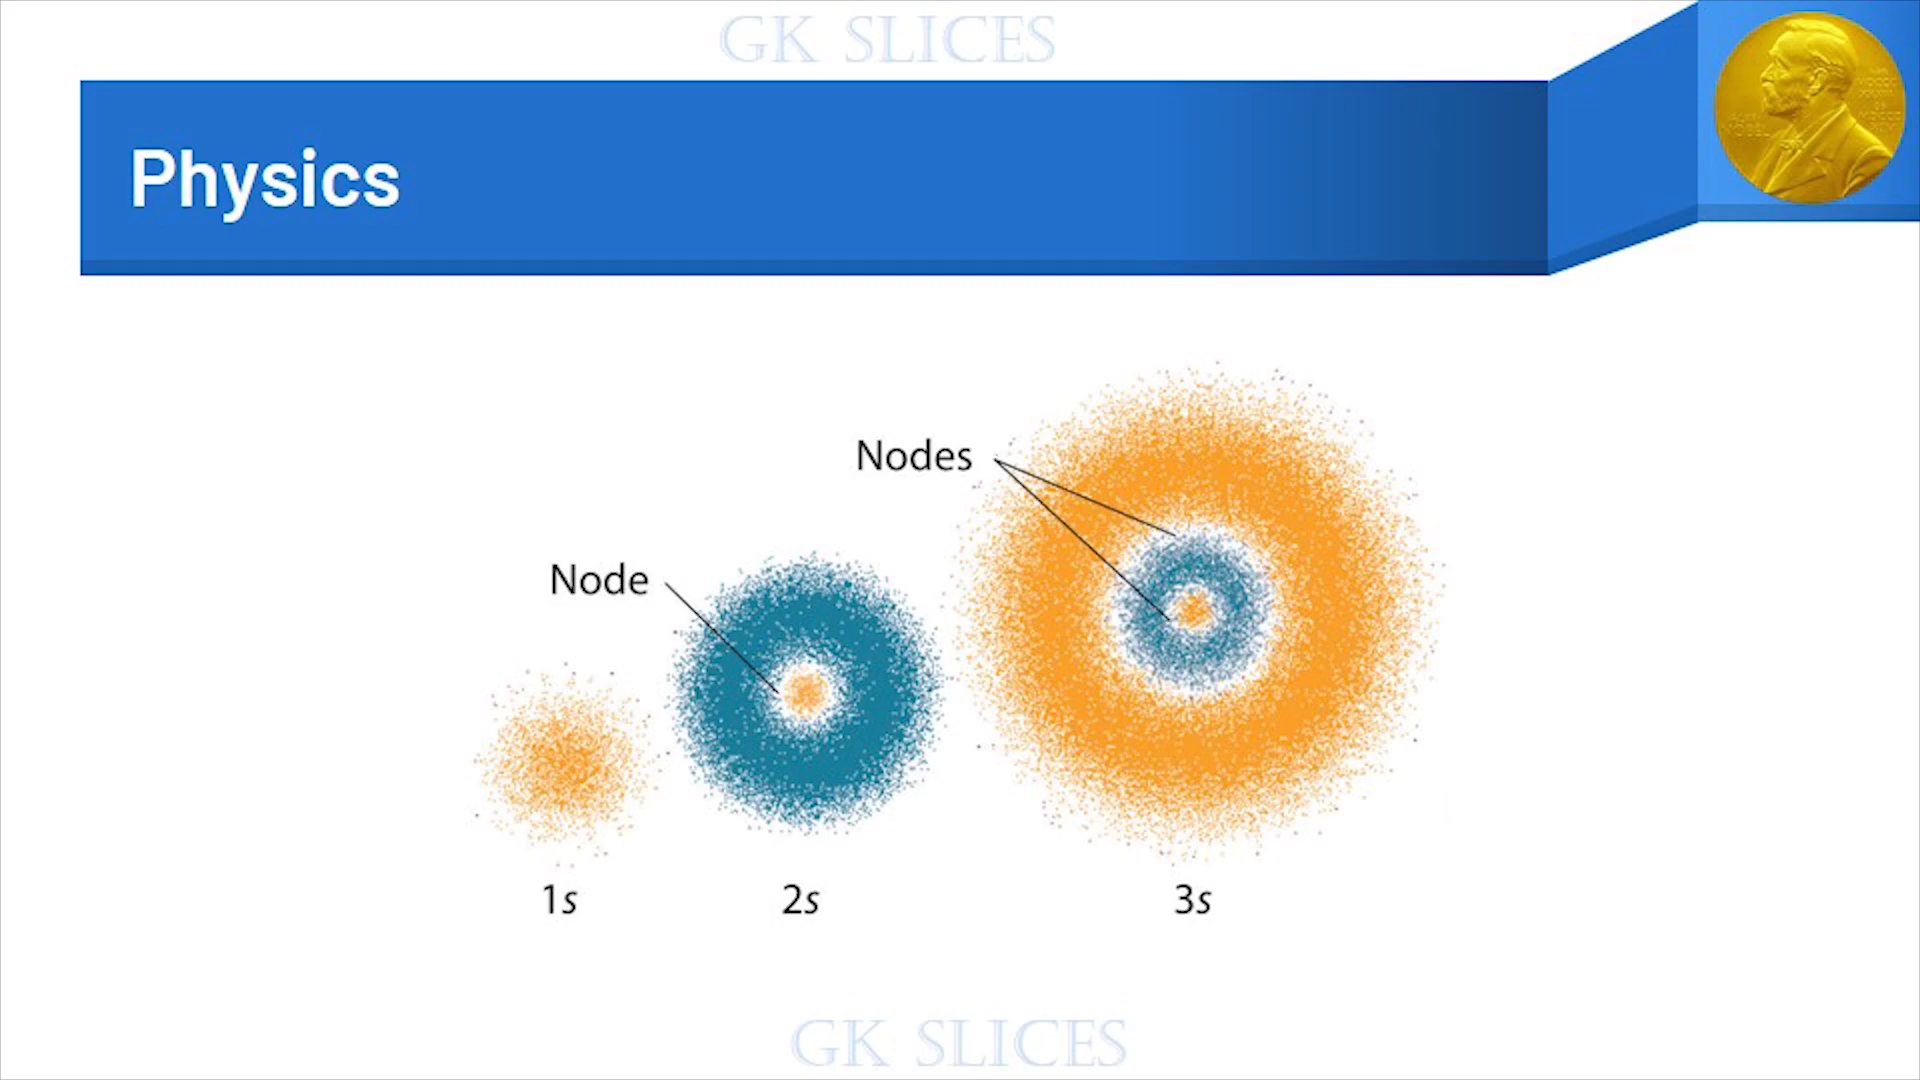 GK SLICES
Physics
Nodes
Node
1s
2s
3s
GK SLICES